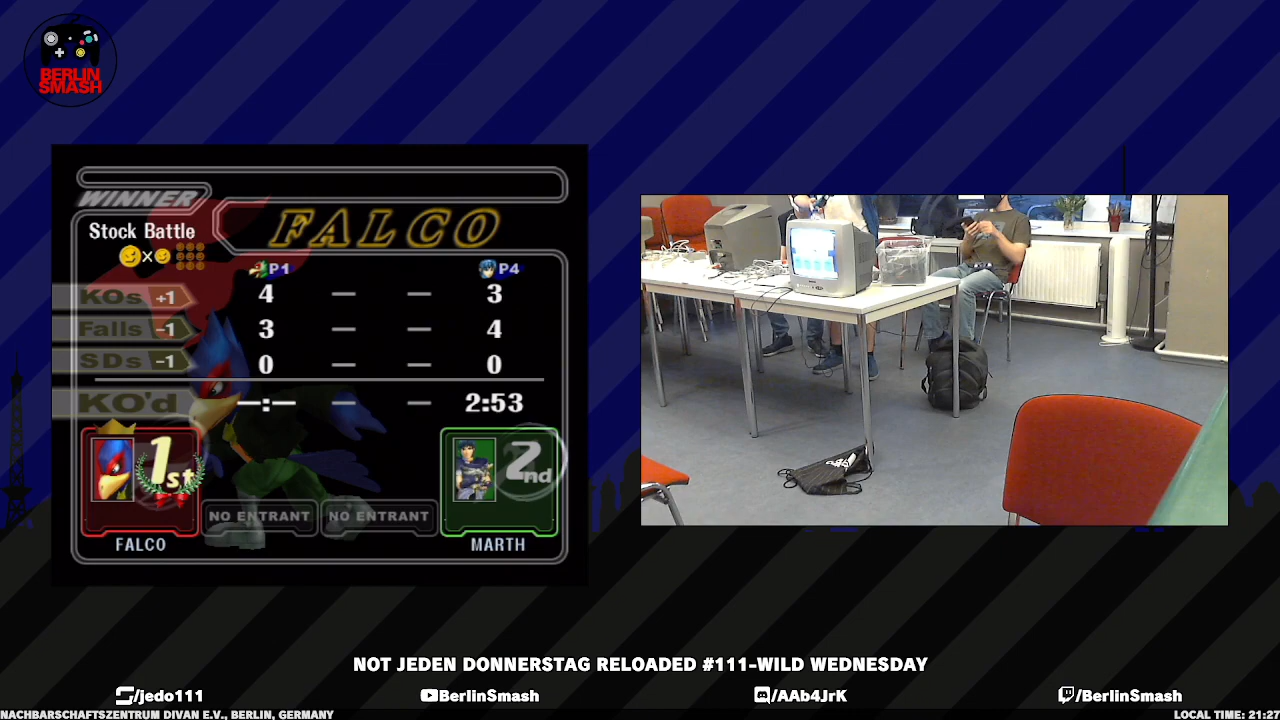 BERLIN
SMASH
WINNER
FALCO
Stock Battle
P1
P4
KOs +1
4 — — 3
Falls -1
3 — — 4
SDs -1
0 — — 0
KO'd
—:— — — 2:53
1st
2nd
NO ENTRANT
NO ENTRANT
FALCO
MARTH
NOT JEDEN DONNERSTAG RELOADED #111-WILD WEDNESDAY
/jedo111
BerlinSmash
/AAb4JrK
/BerlinSmash
NACHBARSCHAFTSZENTRUM DIVAN E.V., BERLIN, GERMANY
LOCAL TIME: 21:27